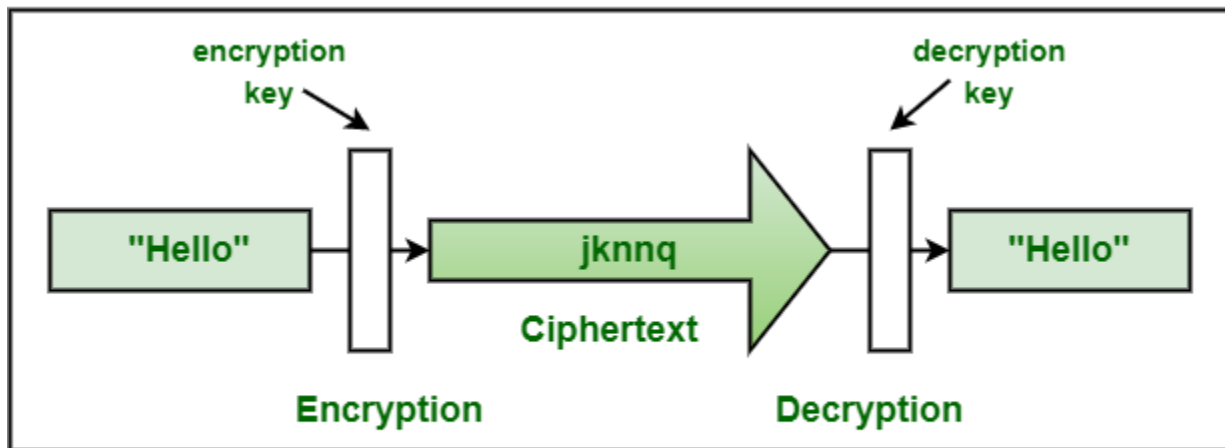 encryption
key
decryption
key
"Hello"
jknnq
"Hello"
Ciphertext
Encryption
Decryption